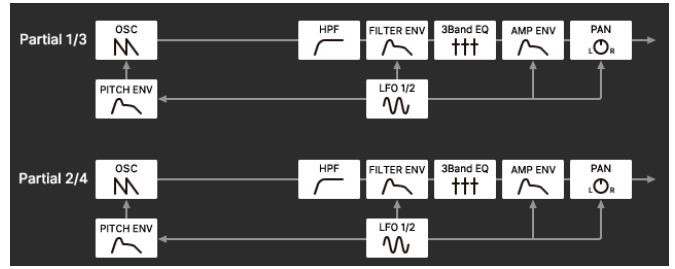 Partial 1/3
OSC
HPF
FILTER ENV
3Band EQ
AMP ENV
PAN
L R
PITCH ENV
LFO 1/2
Partial 2/4
OSC
HPF
FILTER ENV
3Band EQ
AMP ENV
PAN
L R
PITCH ENV
LFO 1/2